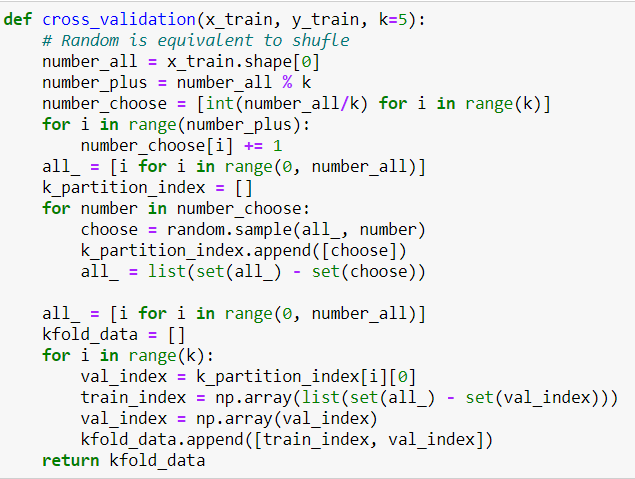 def cross_validation(x_train, y_train, k=5):
    # Random is equivalent to shufle
    number_all = x_train.shape[0]
    number_plus = number_all % k
    number_choose = [int(number_all/k) for i in range(k)]
    for i in range(number_plus):
        number_choose[i] += 1
    all_ = [i for i in range(0, number_all)]
    k_partition_index = []
    for number in number_choose:
        choose = random.sample(all_, number)
        k_partition_index.append([choose])
        all_ = list(set(all_) - set(choose))

    all_ = [i for i in range(0, number_all)]
    kfold_data = []
    for i in range(k):
        val_index = k_partition_index[i][0]
        train_index = np.array(list(set(all_) - set(val_index)))
        val_index = np.array(val_index)
        kfold_data.append([train_index, val_index])
    return kfold_data